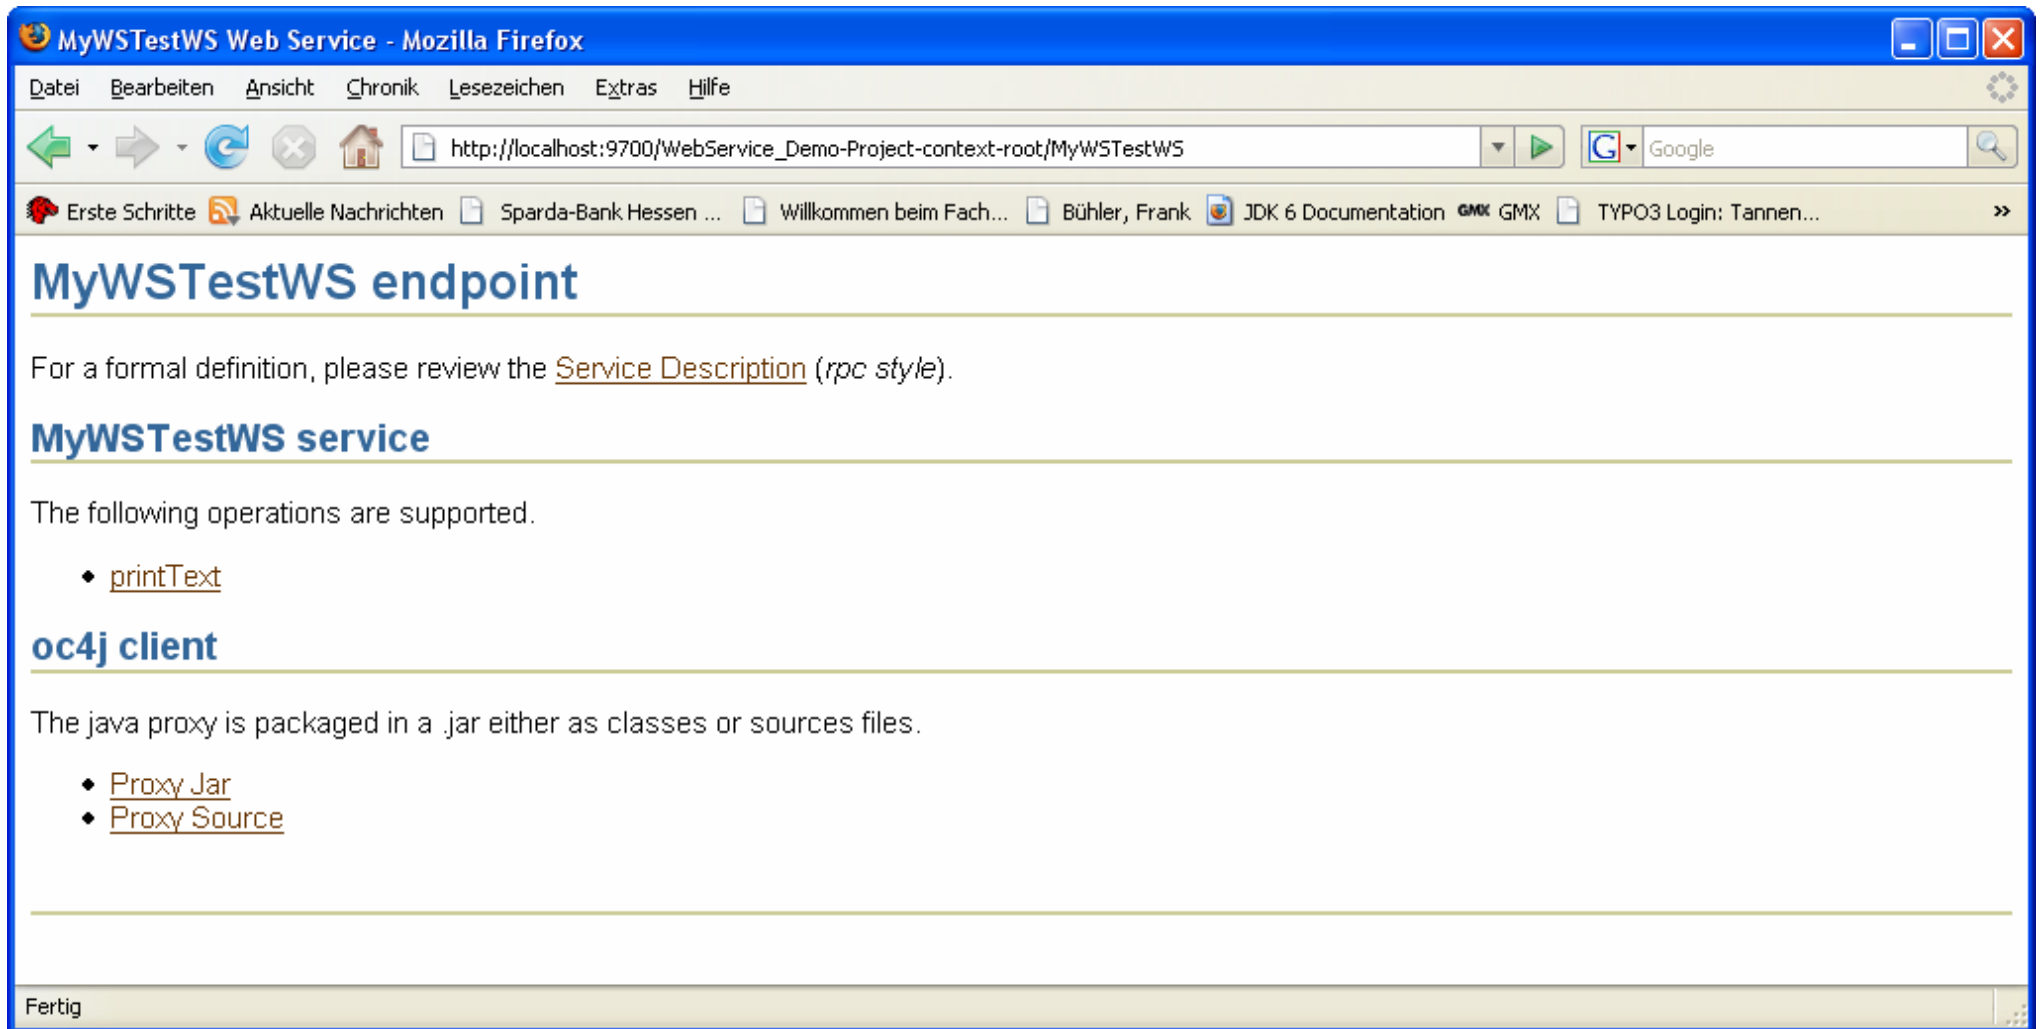 MyWSTestWS Web Service - Mozilla Firefox
Datei Bearbeiten Ansicht Chronik Lesezeichen Extras Hilfe
http://localhost:9700/WebService_Demo-Project-context-root/MyWSTestWS G Google
Erste Schritte Aktuelle Nachrichten Sparda-Bank Hessen ... Willkommen beim Fach... Bühler, Frank JDK 6 Documentation GMX GMX TYPO3 Login: Tannen... »
MyWSTestWS endpoint
For a formal definition, please review the Service Description (rpc style).
MyWSTestWS service
The following operations are supported.
• printText
oc4j client
The java proxy is packaged in a .jar either as classes or sources files.
• Proxy Jar
• Proxy Source
Fertig